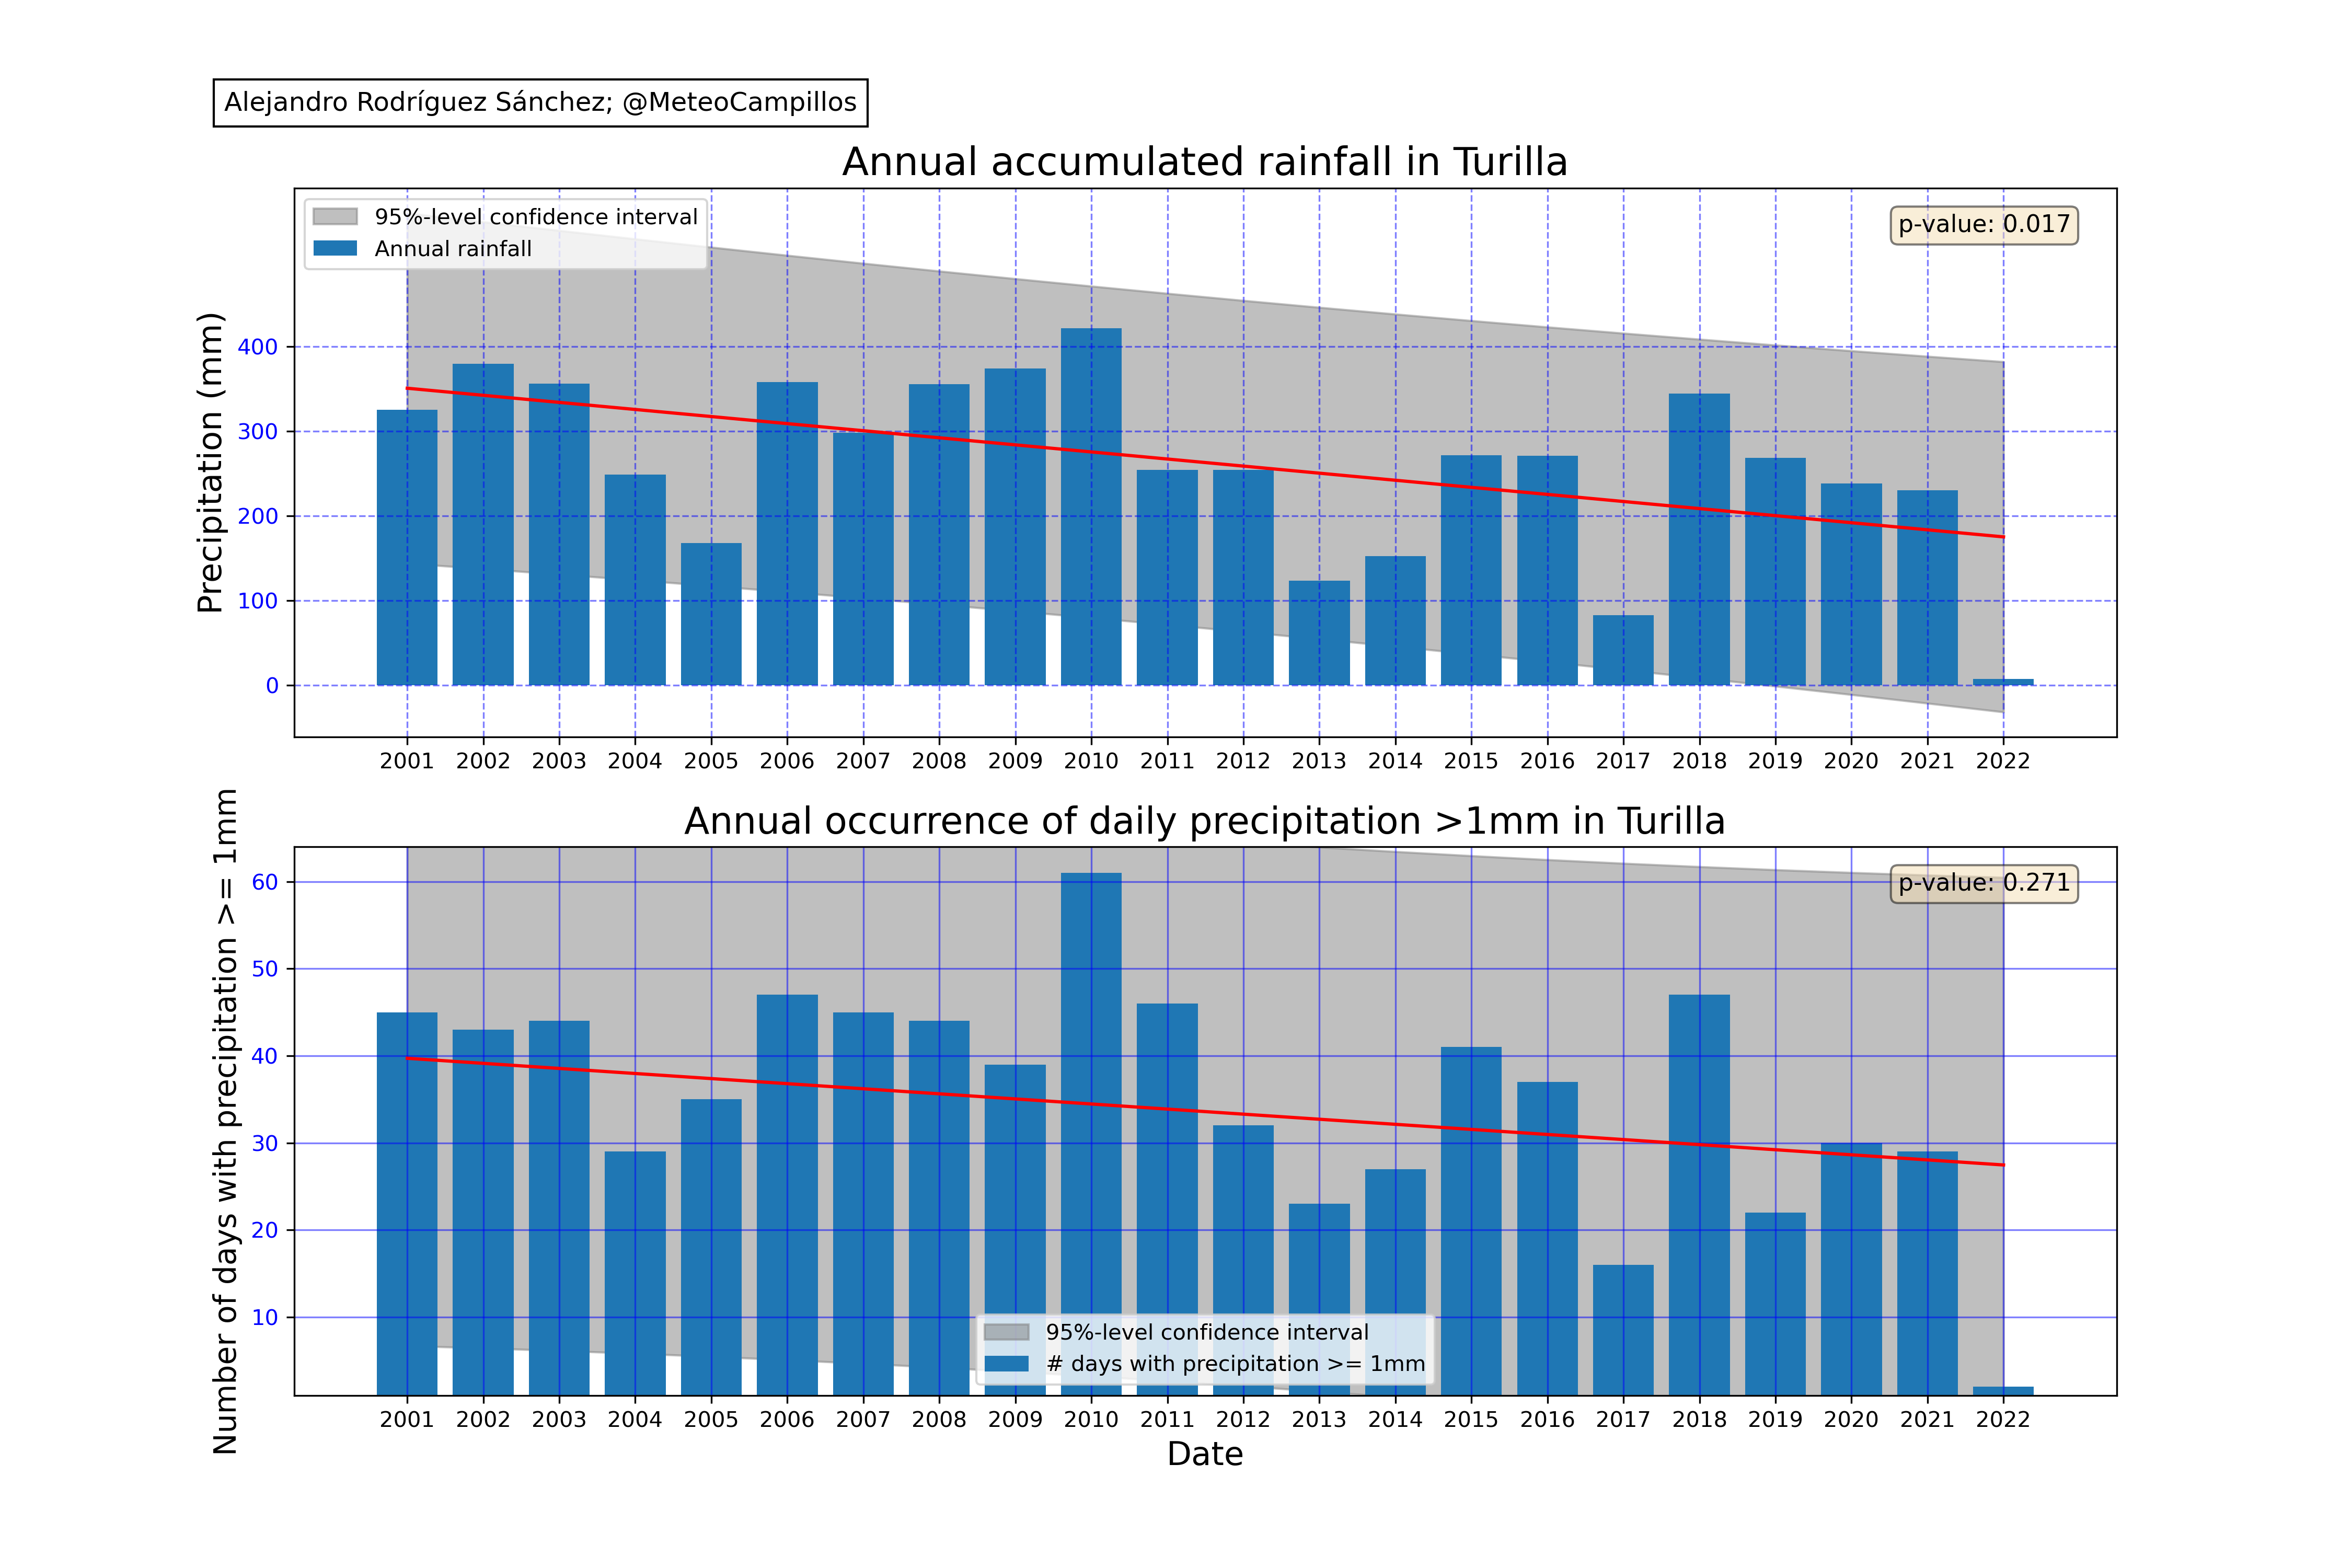 Alejandro Rodríguez Sánchez; @MeteoCampillos
Annual accumulated rainfall in Turilla
95%-level confidence interval
Annual rainfall
p-value: 0.017
Precipitation (mm)
400
300
200
100
0
2001 2002 2003 2004 2005 2006 2007 2008 2009 2010 2011 2012 2013 2014 2015 2016 2017 2018 2019 2020 2021 2022
Annual occurrence of daily precipitation >1mm in Turilla
p-value: 0.271
Number of days with precipitation >= 1mm
60
50
40
30
20
10
95%-level confidence interval
# days with precipitation >= 1mm
2001 2002 2003 2004 2005 2006 2007 2008 2009 2010 2011 2012 2013 2014 2015 2016 2017 2018 2019 2020 2021 2022
Date